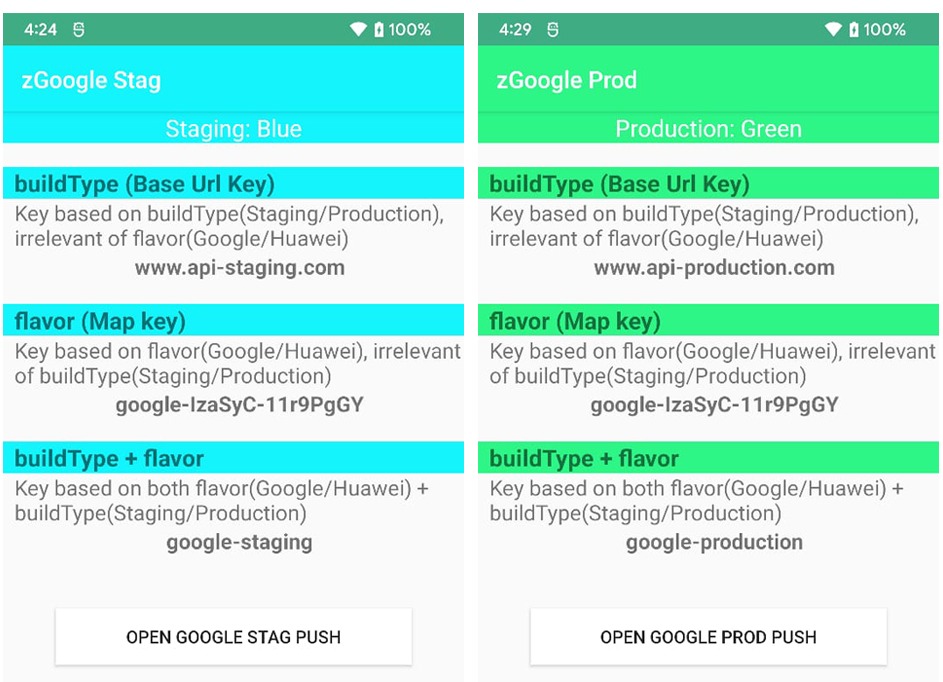 4:24
100%
zGoogle Stag
Staging: Blue
buildType (Base Url Key)
Key based on buildType(Staging/Production),
irrelevant of flavor(Google/Huawei)
www.api-staging.com
flavor (Map key)
Key based on flavor(Google/Huawei), irrelevant
of buildType(Staging/Production)
google-IzaSyC-11r9PgGY
buildType + flavor
Key based on both flavor(Google/Huawei) +
buildType(Staging/Production)
google-staging
OPEN GOOGLE STAG PUSH
4:29
100%
zGoogle Prod
Production: Green
buildType (Base Url Key)
Key based on buildType(Staging/Production),
irrelevant of flavor(Google/Huawei)
www.api-production.com
flavor (Map key)
Key based on flavor(Google/Huawei), irrelevant
of buildType(Staging/Production)
google-IzaSyC-11r9PgGY
buildType + flavor
Key based on both flavor(Google/Huawei) +
buildType(Staging/Production)
google-production
OPEN GOOGLE PROD PUSH